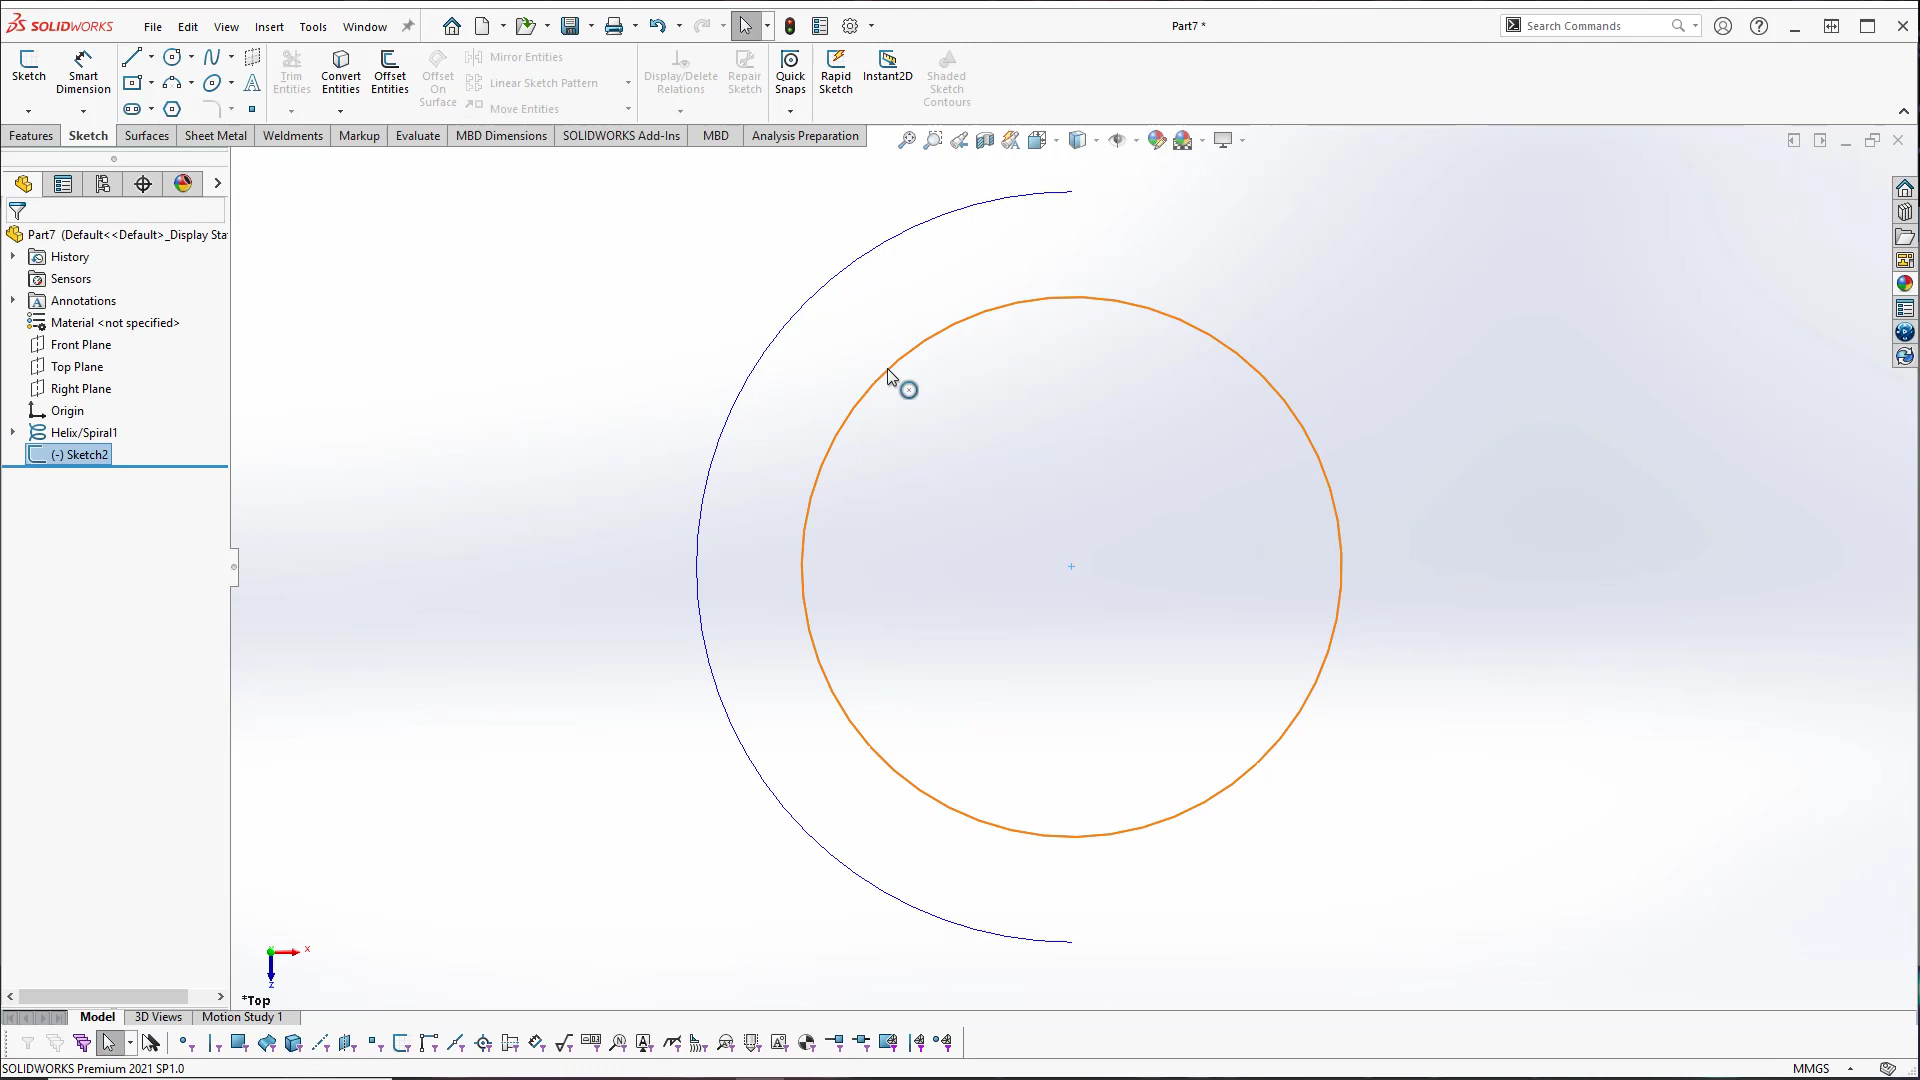 SOLIDWORKS File Edit View Insert Tools Window Part7 * Search Commands
Sketch Smart Dimension Trim Entities Convert Entities Offset Entities Offset On Surface Mirror Entities Linear Sketch Pattern Move Entities Display/Delete Relations Repair Sketch Quick Snaps Rapid Sketch Instant2D Shaded Sketch Contours
Features Sketch Surfaces Sheet Metal Weldments Markup Evaluate MBD Dimensions SOLIDWORKS Add-Ins MBD Analysis Preparation
Part7 (Default<<Default>_Display Sta
History
Sensors
Annotations
Material <not specified>
Front Plane
Top Plane
Right Plane
Origin
Helix/Spiral1
(-) Sketch2
x
z
*Top
Model 3D Views Motion Study 1
SOLIDWORKS Premium 2021 SP1.0 MMGS